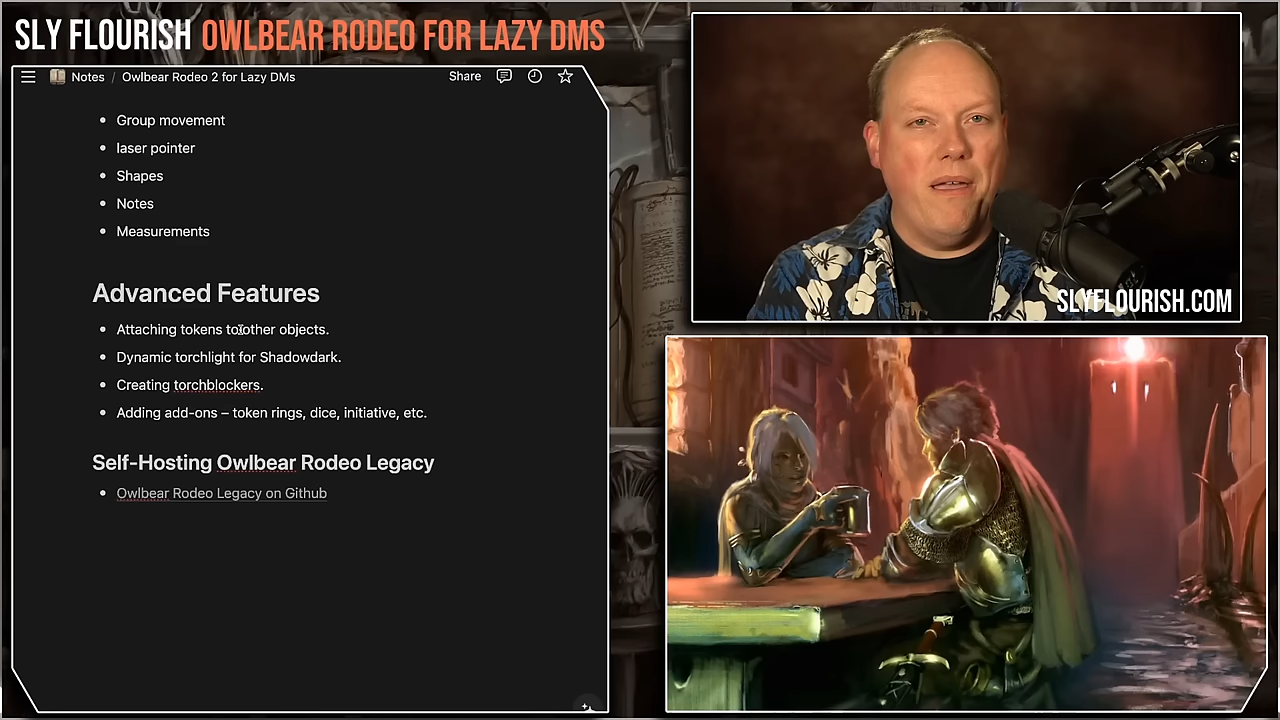 SLY FLOURISH OWLBEAR RODEO FOR LAZY DMS
Notes / Owlbear Rodeo 2 for Lazy DMs Share
Group movement
laser pointer
Shapes
Notes
Measurements
Advanced Features
Attaching tokens to other objects.
Dynamic torchlight for Shadowdark.
Creating torchblockers.
Adding add-ons – token rings, dice, initiative, etc.
Self-Hosting Owlbear Rodeo Legacy
Owlbear Rodeo Legacy on Github
SLYFLOURISH.COM